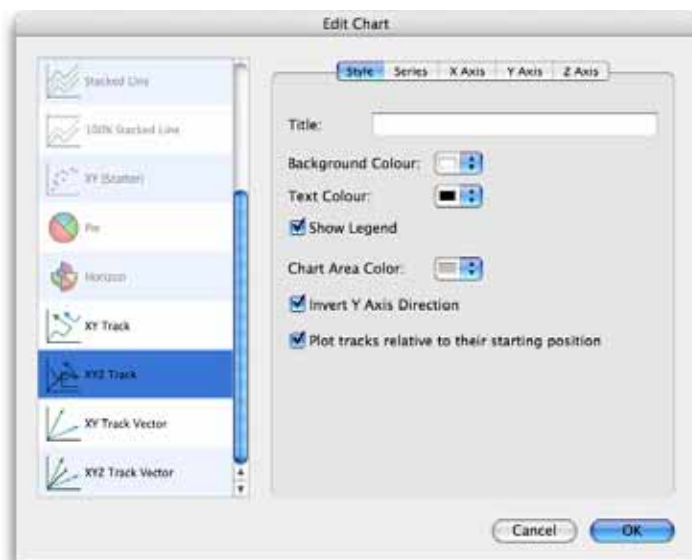 Edit Chart
Stacked Line
100% Stacked Line
XY (Scatter)
Pie
Horizon
XY Track
XYZ Track
XY Track Vector
XYZ Track Vector
Style Series X Axis Y Axis Z Axis
Title:
Background Colour:
Text Colour:
Show Legend
Chart Area Color:
Invert Y Axis Direction
Plot tracks relative to their starting position
Cancel OK